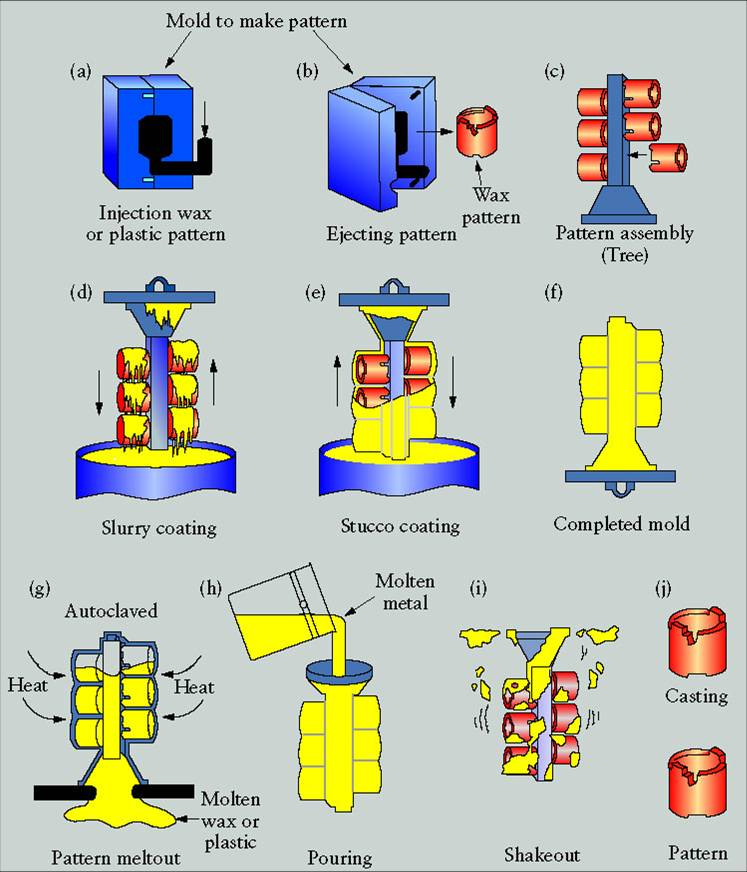 Mold to make pattern
(a)
(b)
(c)
Injection wax
or plastic pattern
Ejecting pattern
Wax
pattern
Pattern assembly
(Tree)
(d)
(e)
(f)
Slurry coating
Stucco coating
Completed mold
(g)
Autoclaved
Heat
Heat
Molten
wax or
plastic
Pattern meltout
(h)
Molten
metal
Pouring
(i)
Shakeout
(j)
Casting
Pattern